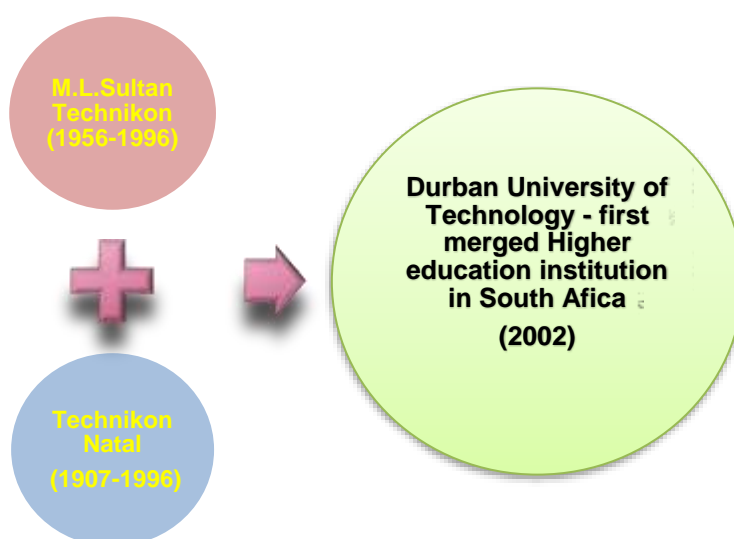 M.L.Sultan
Technikon
(1956-1996)
Technikon
Natal
(1907-1996)
Durban University of
Technology - first
merged Higher
education institution
in South Afica
(2002)